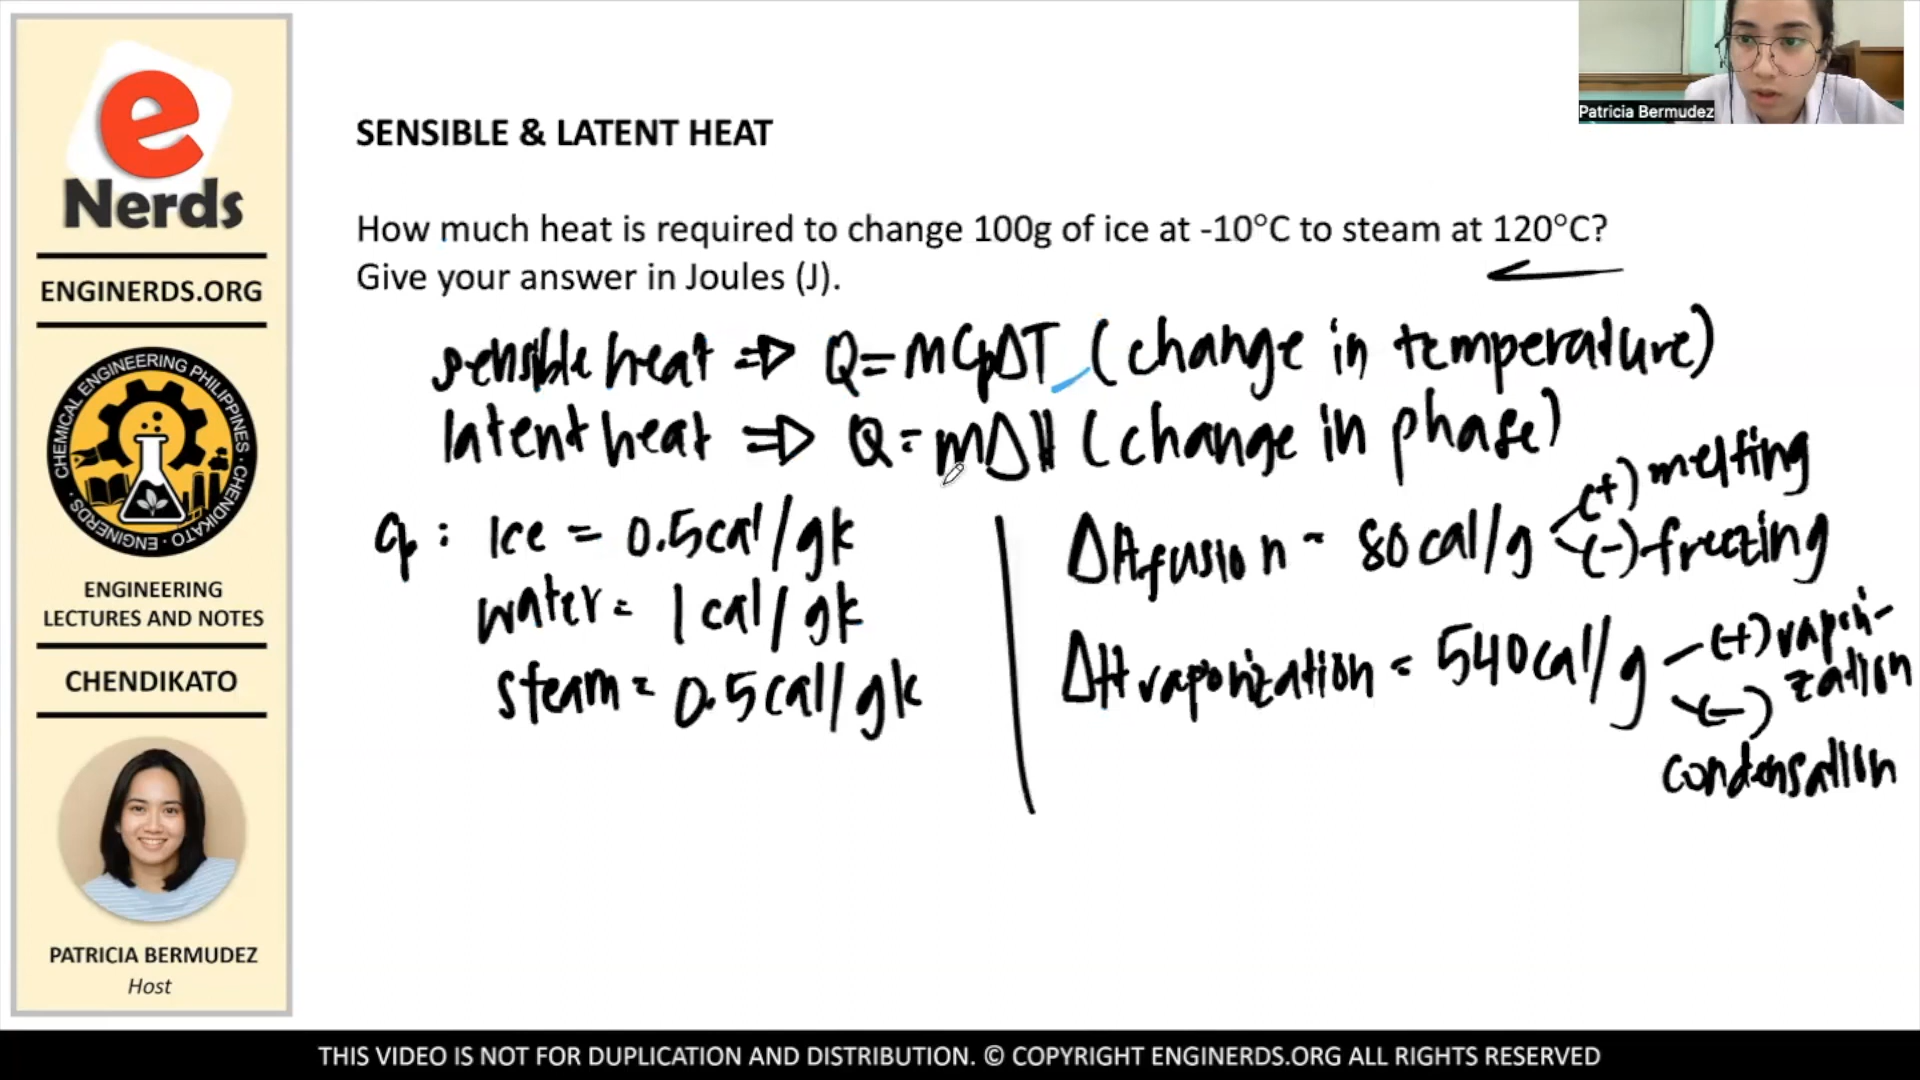 e
Nerds
ENGINERDS.ORG
CHEMICAL ENGINEERING PHILIPPINES · CHENDIKATO · ENGINERDS ·
ENGINEERING
LECTURES AND NOTES
CHENDIKATO
PATRICIA BERMUDEZ
Host
Patricia Bermudez
SENSIBLE & LATENT HEAT
How much heat is required to change 100g of ice at -10°C to steam at 120°C?
Give your answer in Joules (J).
sensible heat ⇒ Q = mCpΔT (change in temperature)
latent heat ⇒ Q = mΔH (change in phase)
Cp : Ice = 0.5cal/gk
water = 1 cal/gk
steam = 0.5cal/gk
ΔHfusion = 80cal/g (+) melting
(-) freezing
ΔHvaporization = 540cal/g (+) vapori-
zation
(-)
condensation
THIS VIDEO IS NOT FOR DUPLICATION AND DISTRIBUTION. © COPYRIGHT ENGINERDS.ORG ALL RIGHTS RESERVED